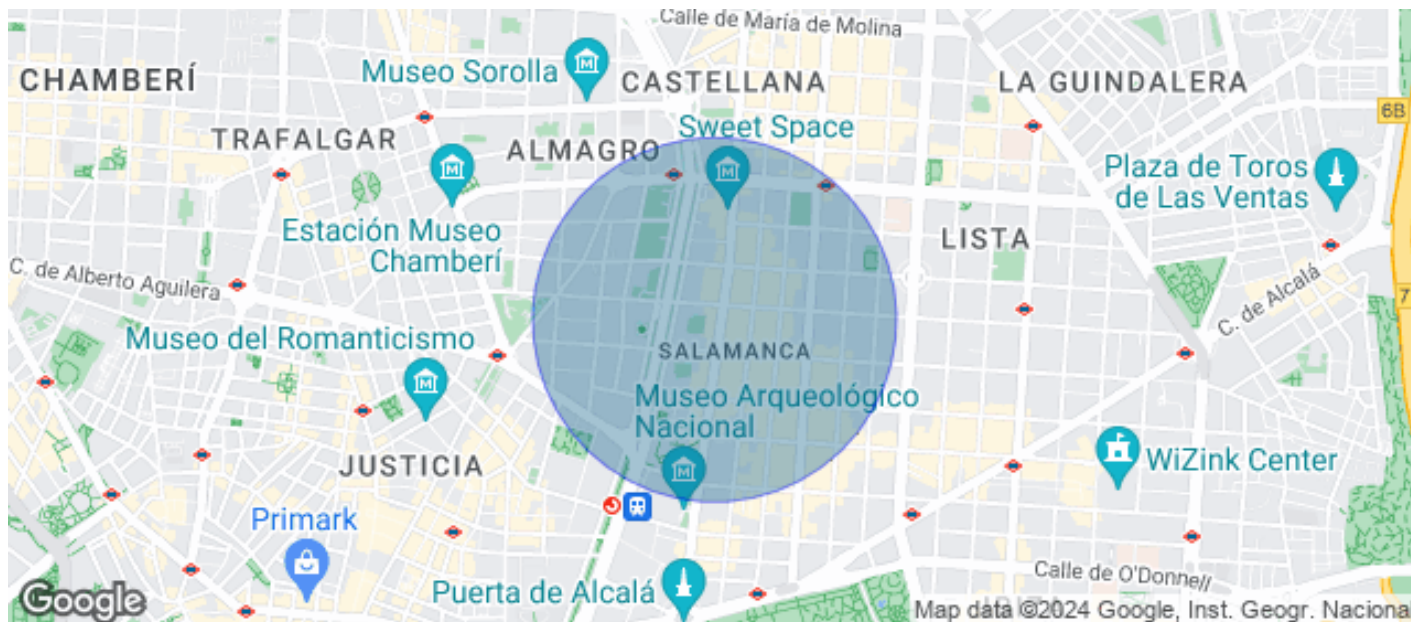 Calle de María de Molina
CHAMBERÍ
Museo Sorolla
CASTELLANA
LA GUINDALERA
6B
TRAFALGAR
ALMAGRO
Sweet Space
Plaza de Toros
de Las Ventas
Estación Museo
Chamberí
LISTA
C. de Alberto Aguilera
C. de Alcalá
7
Museo del Romanticismo
SALAMANCA
Museo Arqueológico
Nacional
JUSTICIA
WiZink Center
Primark
Puerta de Alcalá
Calle de O'Donnell
Google
Map data ©2024 Google, Inst. Geogr. Naciona